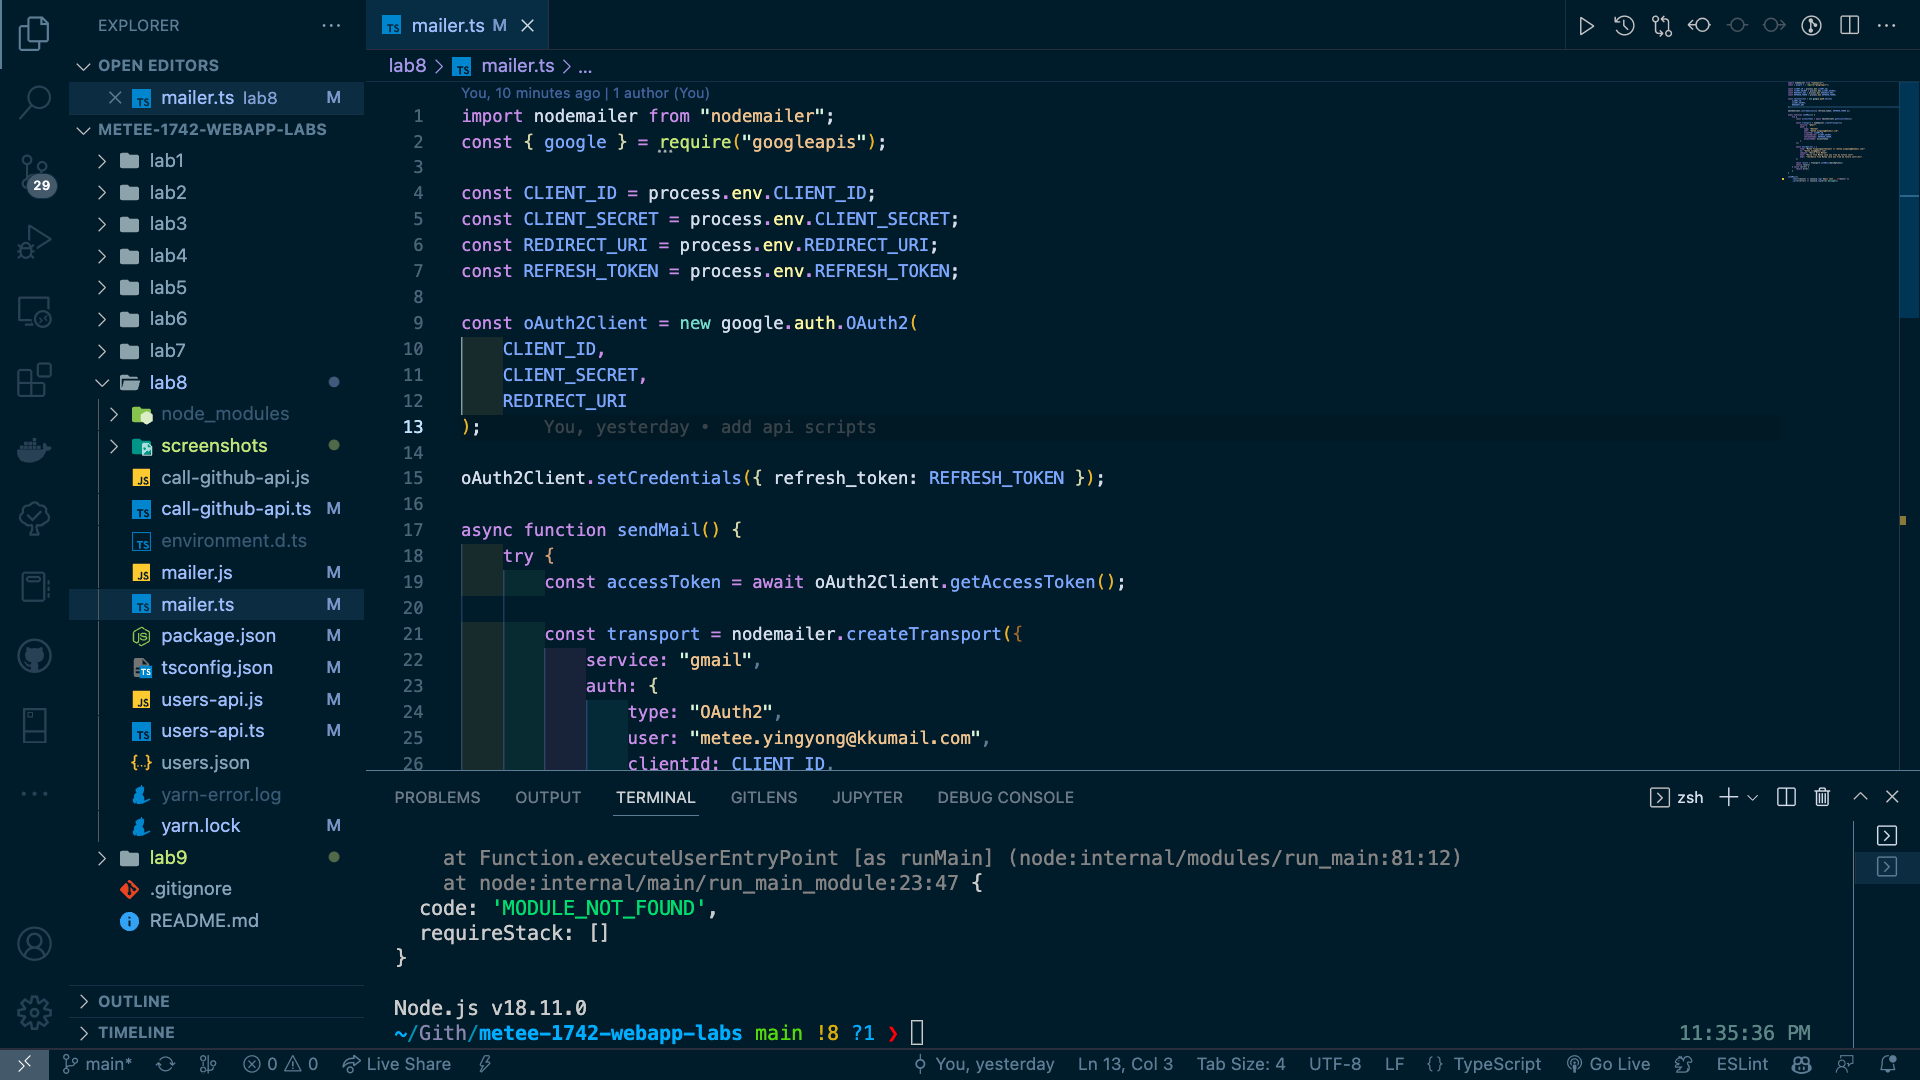 EXPLORER
OPEN EDITORS
mailer.ts lab8 M
METEE-1742-WEBAPP-LABS
lab1
lab2
29
lab3
lab4
lab5
lab6
lab7
lab8
node_modules
screenshots
call-github-api.js
call-github-api.ts M
environment.d.ts
mailer.js M
mailer.ts M
package.json M
tsconfig.json M
users-api.js M
users-api.ts M
users.json
yarn-error.log
yarn.lock M
lab9
.gitignore
README.md
OUTLINE
TIMELINE
mailer.ts M
lab8 > mailer.ts > ...
You, 10 minutes ago | 1 author (You)
1 import nodemailer from "nodemailer";
2 const { google } = require("googleapis");
3
4 const CLIENT_ID = process.env.CLIENT_ID;
5 const CLIENT_SECRET = process.env.CLIENT_SECRET;
6 const REDIRECT_URI = process.env.REDIRECT_URI;
7 const REFRESH_TOKEN = process.env.REFRESH_TOKEN;
8
9 const oAuth2Client = new google.auth.OAuth2(
10 CLIENT_ID,
11 CLIENT_SECRET,
12 REDIRECT_URI
13 ); You, yesterday • add api scripts
14
15 oAuth2Client.setCredentials({ refresh_token: REFRESH_TOKEN });
16
17 async function sendMail() {
18 try {
19 const accessToken = await oAuth2Client.getAccessToken();
20
21 const transport = nodemailer.createTransport({
22 service: "gmail",
23 auth: {
24 type: "OAuth2",
25 user: "metee.yingyong@kkumail.com",
26 clientId: CLIENT_ID,
PROBLEMS OUTPUT TERMINAL GITLENS JUPYTER DEBUG CONSOLE zsh
at Function.executeUserEntryPoint [as runMain] (node:internal/modules/run_main:81:12)
at node:internal/main/run_main_module:23:47 {
code: 'MODULE_NOT_FOUND',
requireStack: []
}
Node.js v18.11.0
~/Gith/metee-1742-webapp-labs main !8 ?1 ❯ 11:35:36 PM
main* 0 0 Live Share You, yesterday Ln 13, Col 3 Tab Size: 4 UTF-8 LF {} TypeScript Go Live ESLint